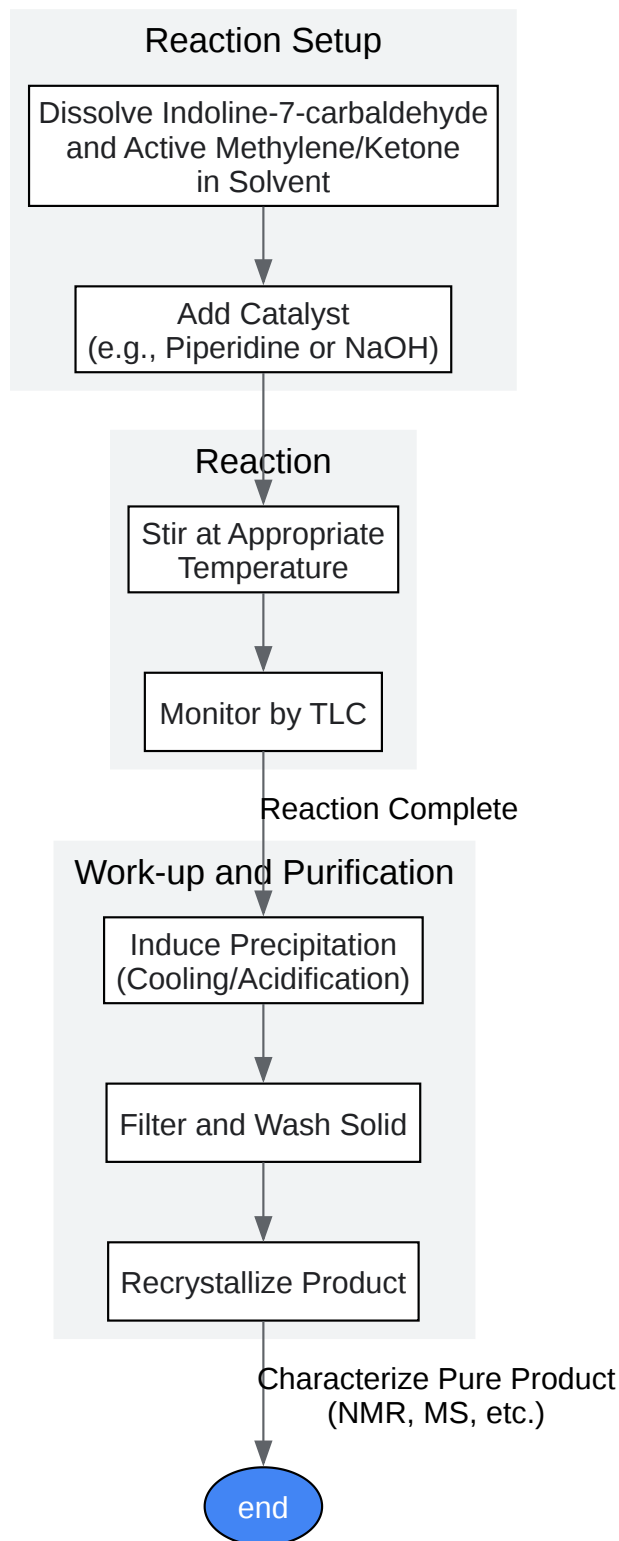 Reaction Setup
Dissolve Indoline-7-carbaldehyde
and Active Methylene/Ketone
in Solvent
Add Catalyst
(e.g., Piperidine or NaOH)
Reaction
Stir at Appropriate
Temperature
Monitor by TLC
Reaction Complete
Work-up and Purification
Induce Precipitation
(Cooling/Acidification)
Filter and Wash Solid
Recrystallize Product
Characterize Pure Product
(NMR, MS, etc.)
end